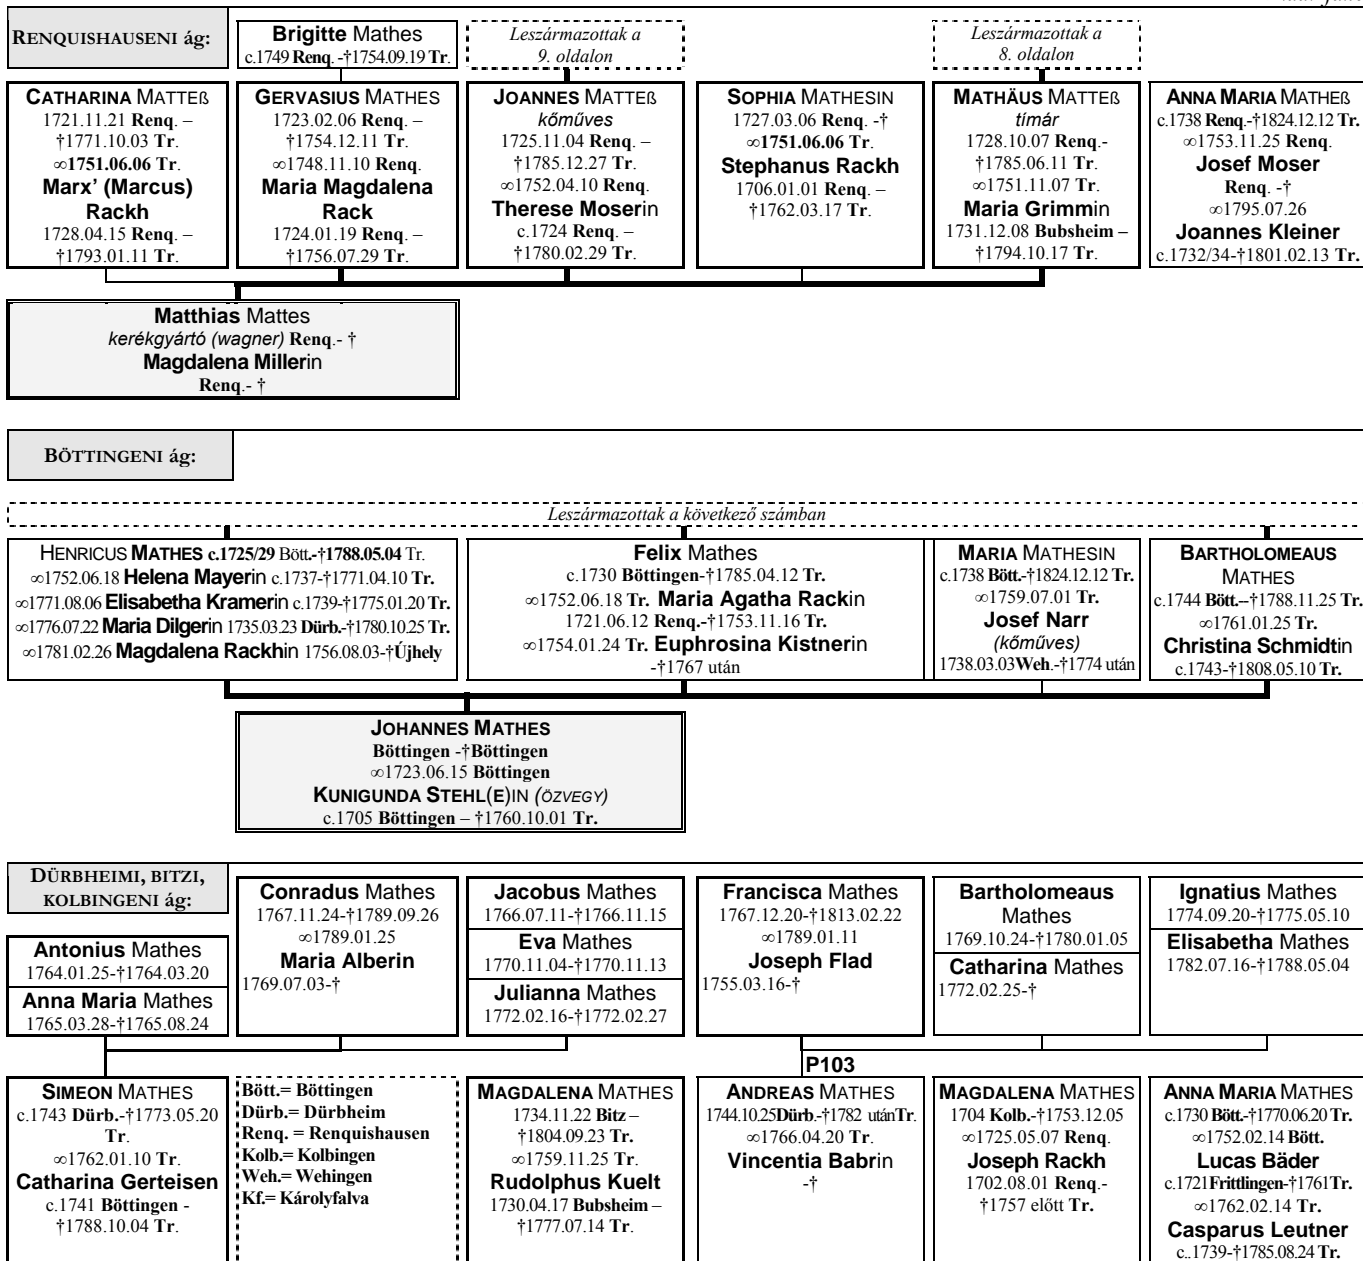 RENQUISHAUSENI ág:
Brigitte Mathes
c.1749 Renq. -†1754.09.19 Tr.
Leszármazottak a
9. oldalon
Leszármazottak a
8. oldalon
CATHARINA MATTEß
1721.11.21 Renq. –
†1771.10.03 Tr.
∞1751.06.06 Tr.
Marx' (Marcus)
Rackh
1728.04.15 Renq. –
†1793.01.11 Tr.
GERVASIUS MATHES
1723.02.06 Renq. –
†1754.12.11 Tr.
∞1748.11.10 Renq.
Maria Magdalena
Rack
1724.01.19 Renq. –
†1756.07.29 Tr.
JOANNES MATTEß
kőműves
1725.11.04 Renq. –
†1785.12.27 Tr.
∞1752.04.10 Renq.
Therese Moserin
c.1724 Renq. –
†1780.02.29 Tr.
SOPHIA MATHESIN
1727.03.06 Renq. -†
∞1751.06.06 Tr.
Stephanus Rackh
1706.01.01 Renq. –
†1762.03.17 Tr.
MATHÄUS MATTEß
tímár
1728.10.07 Renq.-
†1785.06.11 Tr.
∞1751.11.07 Tr.
Maria Grimmin
1731.12.08 Bubsheim –
†1794.10.17 Tr.
ANNA MARIA MATHEß
c.1738 Renq.-†1824.12.12 Tr.
∞1753.11.25 Renq.
Josef Moser
Renq. -†
∞1795.07.26
Joannes Kleiner
c.1732/34-†1801.02.13 Tr.
Matthias Mattes
kerékgyártó (wagner) Renq.- †
Magdalena Millerin
Renq.- †
BÖTTINGENI ág:
Leszármazottak a következő számban
HENRICUS MATHES c.1725/29 Bött.-†1788.05.04 Tr.
∞1752.06.18 Helena Mayerin c.1737-†1771.04.10 Tr.
∞1771.08.06 Elisabetha Kramerin c.1739-†1775.01.20 Tr.
∞1776.07.22 Maria Dilgerin 1735.03.23 Dürb.-†1780.10.25 Tr.
∞1781.02.26 Magdalena Rackhin 1756.08.03-†Újhely
Felix Mathes
c.1730 Böttingen-†1785.04.12 Tr.
∞1752.06.18 Tr. Maria Agatha Rackin
1721.06.12 Renq.-†1753.11.16 Tr.
∞1754.01.24 Tr. Euphrosina Kistnerin
-†1767 után
MARIA MATHESIN
c.1738 Bött.-†1824.12.12 Tr.
∞1759.07.01 Tr.
Josef Narr
(kőműves)
1738.03.03Weh.-†1774 után
BARTHOLOMAEUS
MATHES
c.1744 Bött.–†1788.11.25 Tr.
∞1761.01.25 Tr.
Christina Schmidtin
c.1743-†1808.05.10 Tr.
JOHANNES MATHES
Böttingen -†Böttingen
∞1723.06.15 Böttingen
KUNIGUNDA STEHL(E)IN (ÖZVEGY)
c.1705 Böttingen – †1760.10.01 Tr.
DÜRBHEIMI, BITZI,
KOLBINGENI ág:
Antonius Mathes
1764.01.25-†1764.03.20
Anna Maria Mathes
1765.03.28-†1765.08.24
Conradus Mathes
1767.11.24-†1789.09.26
∞1789.01.25
Maria Alberin
1769.07.03-†
Jacobus Mathes
1766.07.11-†1766.11.15
Eva Mathes
1770.11.04-†1770.11.13
Julianna Mathes
1772.02.16-†1772.02.27
Francisca Mathes
1767.12.20-†1813.02.22
∞1789.01.11
Joseph Flad
1755.03.16-†
Bartholomaeus
Mathes
1769.10.24-†1780.01.05
Catharina Mathes
1772.02.25-†
Ignatius Mathes
1774.09.20-†1775.05.10
Elisabetha Mathes
1782.07.16-†1788.05.04
P103
SIMEON MATHES
c.1743 Dürb.-†1773.05.20
Tr.
∞1762.01.10 Tr.
Catharina Gerteisen
c.1741 Böttingen -
†1788.10.04 Tr.
Bött.= Böttingen
Dürb.= Dürbheim
Renq. = Renquishausen
Kolb.= Kolbingen
Weh.= Wehingen
Kf.= Károlyfalva
MAGDALENA MATHES
1734.11.22 Bitz –
†1804.09.23 Tr.
∞1759.11.25 Tr.
Rudolphus Kuelt
1730.04.17 Bubsheim –
†1777.07.14 Tr.
ANDREAS MATHES
1744.10.25Dürb.-†1782 utánTr.
∞1766.04.20 Tr.
Vincentia Babrin
-†
MAGDALENA MATHES
1704 Kolb.-†1753.12.05
∞1725.05.07 Renq.
Joseph Rackh
1702.08.01 Renq.-
†1757 előtt Tr.
ANNA MARIA MATHES
c.1730 Bött.-†1770.06.20 Tr.
∞1752.02.14 Bött.
Lucas Bäder
c.1721Frittlingen-†1761Tr.
∞1762.02.14 Tr.
Casparus Leutner
c..1739-†1785.08.24 Tr.